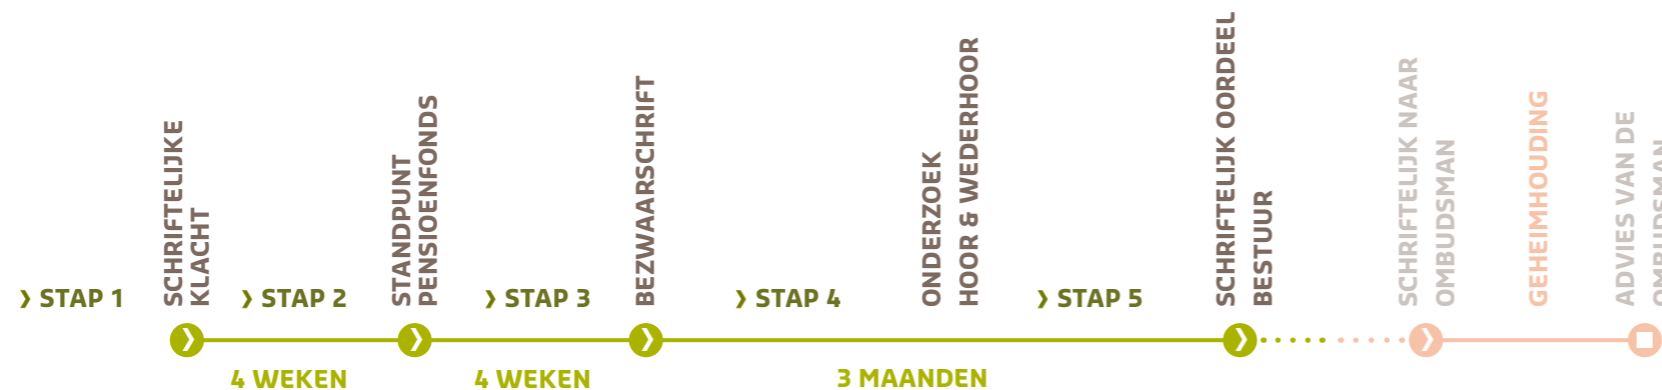 STAP 1
SCHRIFTELIJKE
KLACHT
STAP 2
STANDPUNT
PENSIOENFONDS
STAP 3
BEZWAARSCHRIFT
STAP 4
ONDERZOEK
HOOR & WEDERHOOR
STAP 5
SCHRIFTELIJK OORDEEL
BESTUUR
SCHRIFTELIJK NAAR
OMBUDSMAN
GEHEIMHOUDING
ADVIES VAN DE
OMBUDSMAN
4 WEKEN
4 WEKEN
3 MAANDEN